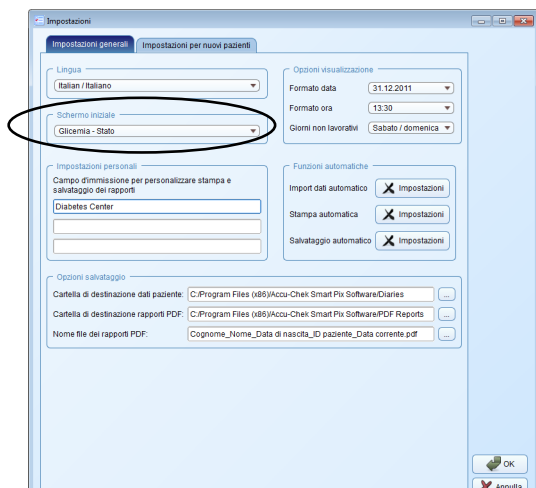 Impostazioni
Impostazioni generali
Impostazioni per nuovi pazienti
Lingua
Italian / Italiano
Schermo iniziale
Glicemia - Stato
Opzioni visualizzazione
Formato data
31.12.2011
Formato ora
13:30
Giorni non lavorativi
Sabato / domenica
Impostazioni personali
Campo d'immissione per personalizzare stampa e
salvataggio dei rapporti
Diabetes Center
Funzioni automatiche
Import dati automatico
Impostazioni
Stampa automatica
Impostazioni
Salvataggio automatico
Impostazioni
Opzioni salvataggio
Cartella di destinazione dati paziente:
C:/Program Files (x86)/Accu-Chek Smart Pix Software/Diaries
...
Cartella di destinazione rapporti PDF:
C:/Program Files (x86)/Accu-Chek Smart Pix Software/PDF Reports
...
Nome file dei rapporti PDF:
Cognome_Nome_Data di nascita_ID paziente_Data corrente.pdf
...
OK
Annulla